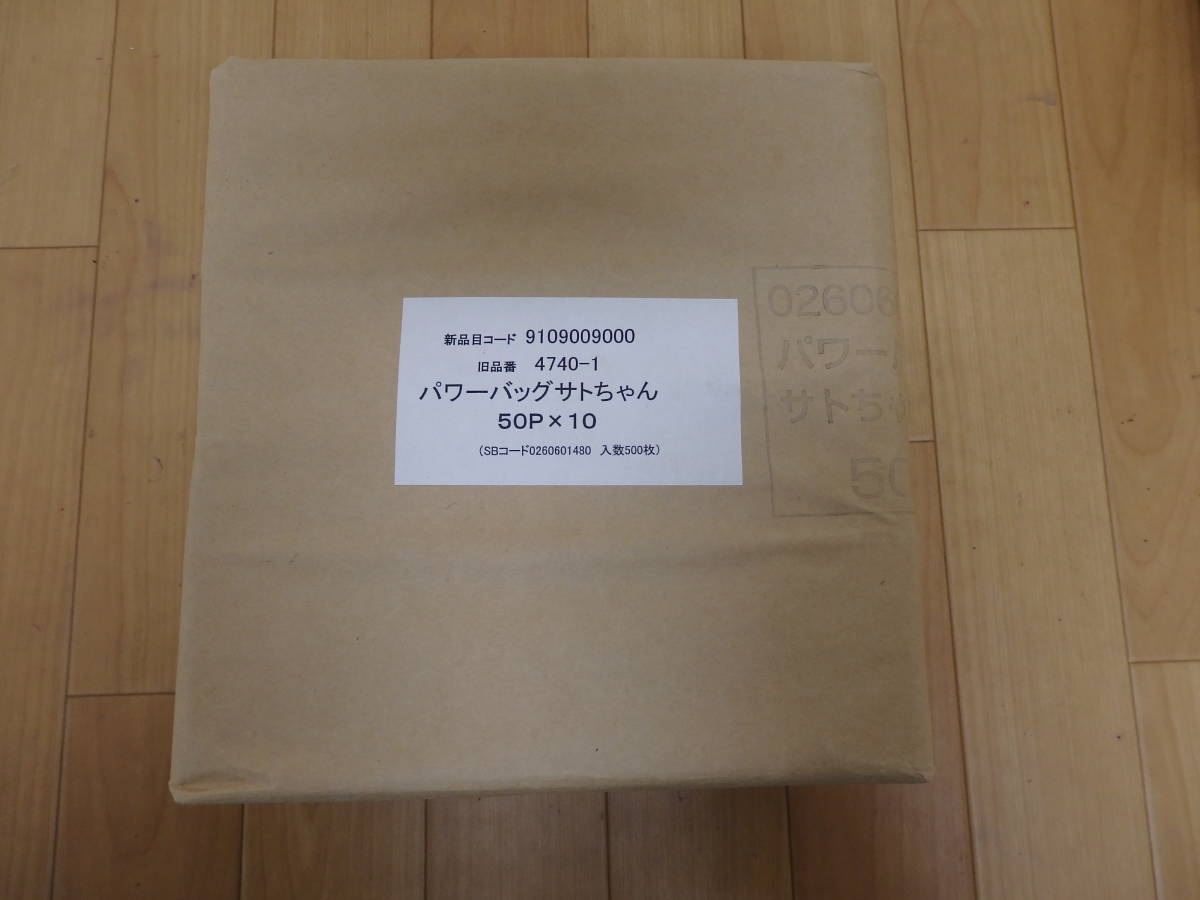 新品目コード 9109009000
旧品番 4740-1
パワーバッグサトちゃん
50P×10
(SBコード0260601480 入数500枚)
02606
パワー
サトち
50